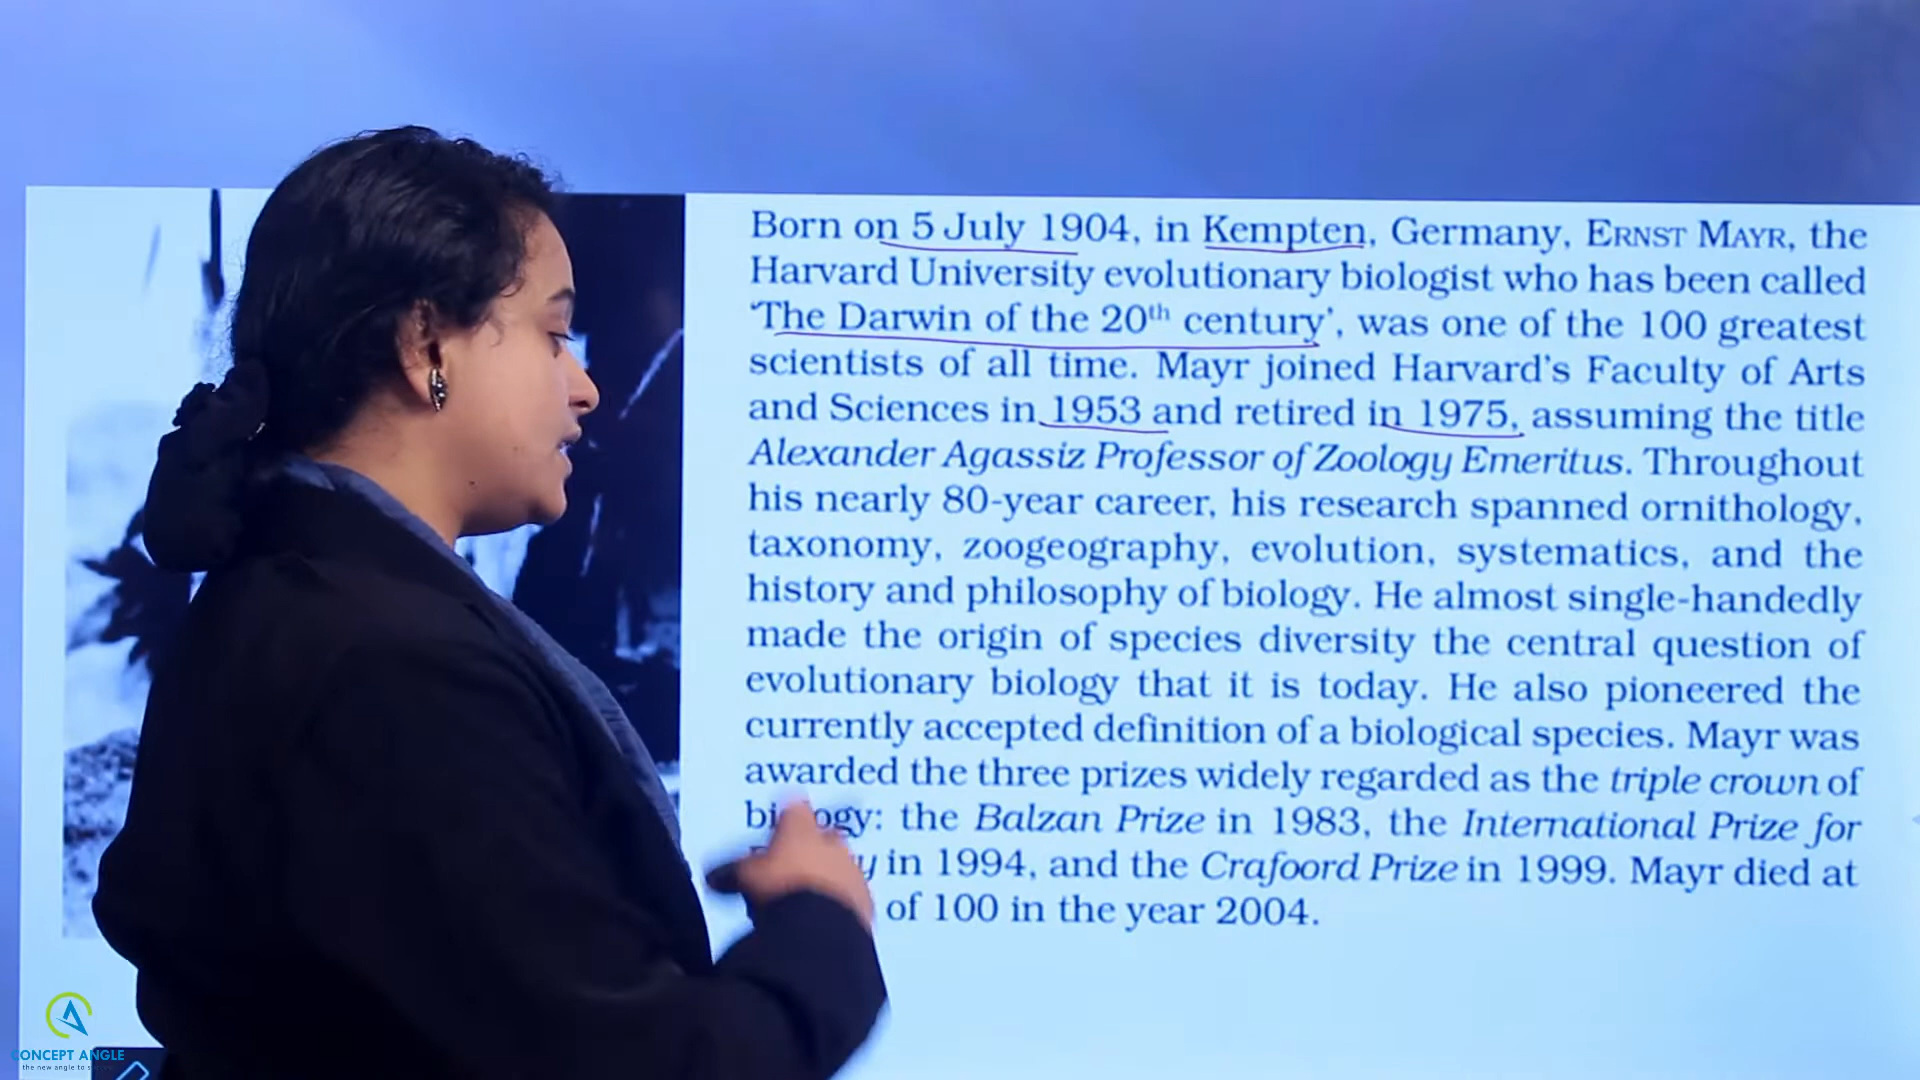 Born on 5 July 1904, in Kempten, Germany, ERNST MAYR, the
Harvard University evolutionary biologist who has been called
‘The Darwin of the 20th century’, was one of the 100 greatest
scientists of all time. Mayr joined Harvard’s Faculty of Arts
and Sciences in 1953 and retired in 1975, assuming the title
Alexander Agassiz Professor of Zoology Emeritus. Throughout
his nearly 80-year career, his research spanned ornithology,
taxonomy, zoogeography, evolution, systematics, and the
history and philosophy of biology. He almost single-handedly
made the origin of species diversity the central question of
evolutionary biology that it is today. He also pioneered the
currently accepted definition of a biological species. Mayr was
awarded the three prizes widely regarded as the triple crown of
the Balzan Prize in 1983, the International Prize for
in 1994, and the Crafoord Prize in 1999. Mayr died at
of 100 in the year 2004.
CONCEPT ANGLE
the new angle to